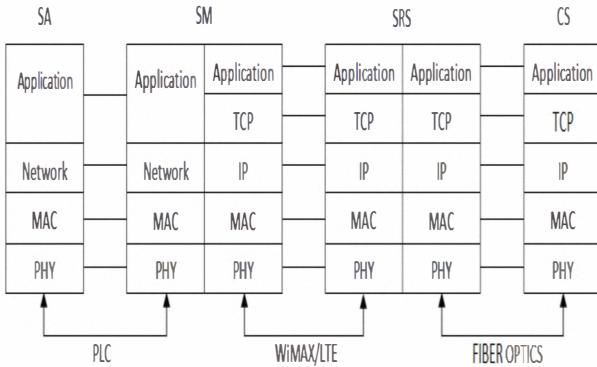 SA SM SRS CS
Application Application Application Application Application Application
TCP TCP TCP TCP
Network Network IP IP IP IP
MAC MAC MAC MAC MAC MAC
PHY PHY PHY PHY PHY PHY
PLC WiMAX/LTE FIBER OPTICS